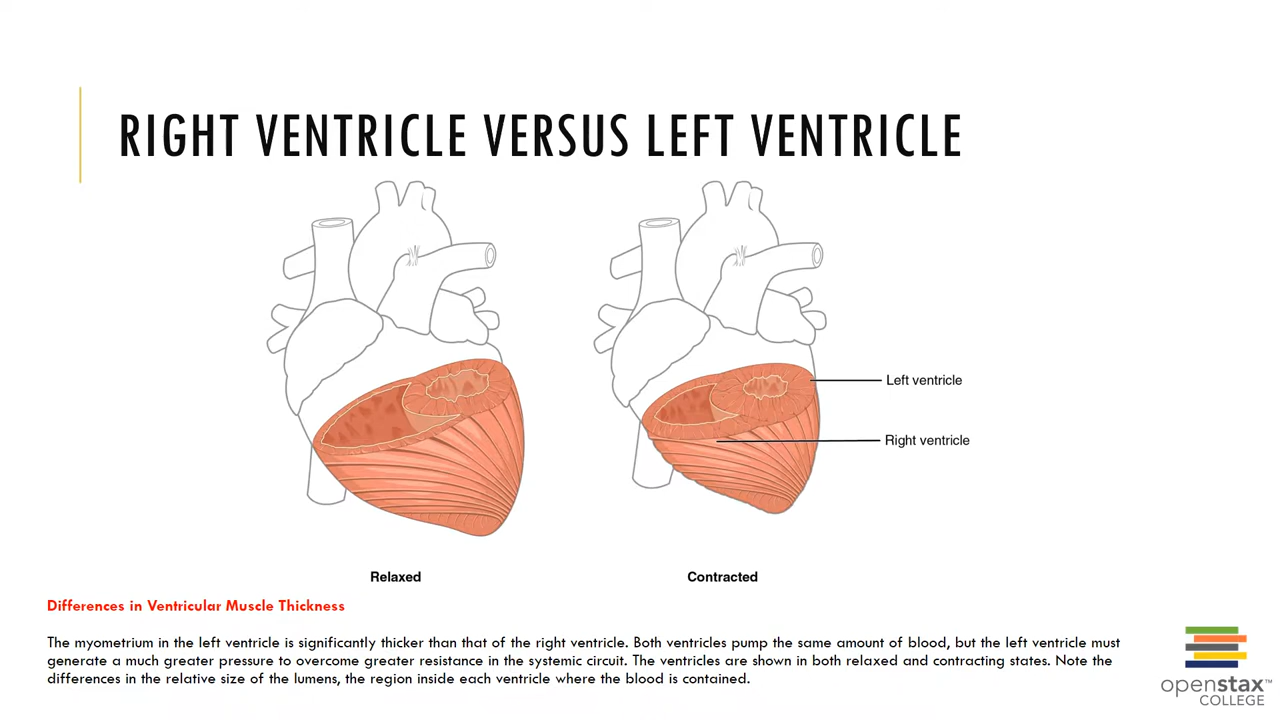 RIGHT VENTRICLE VERSUS LEFT VENTRICLE
Left ventricle
Right ventricle
Relaxed
Contracted
Differences in Ventricular Muscle Thickness
The myometrium in the left ventricle is significantly thicker than that of the right ventricle. Both ventricles pump the same amount of blood, but the left ventricle must
generate a much greater pressure to overcome greater resistance in the systemic circuit. The ventricles are shown in both relaxed and contracting states. Note the
differences in the relative size of the lumens, the region inside each ventricle where the blood is contained.
openstax™
COLLEGE